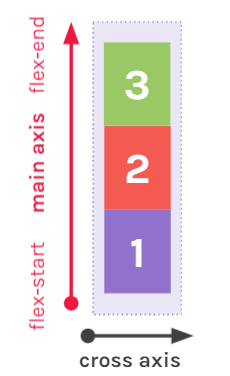 flex-end
main axis
flex-start
3
2
1
cross axis